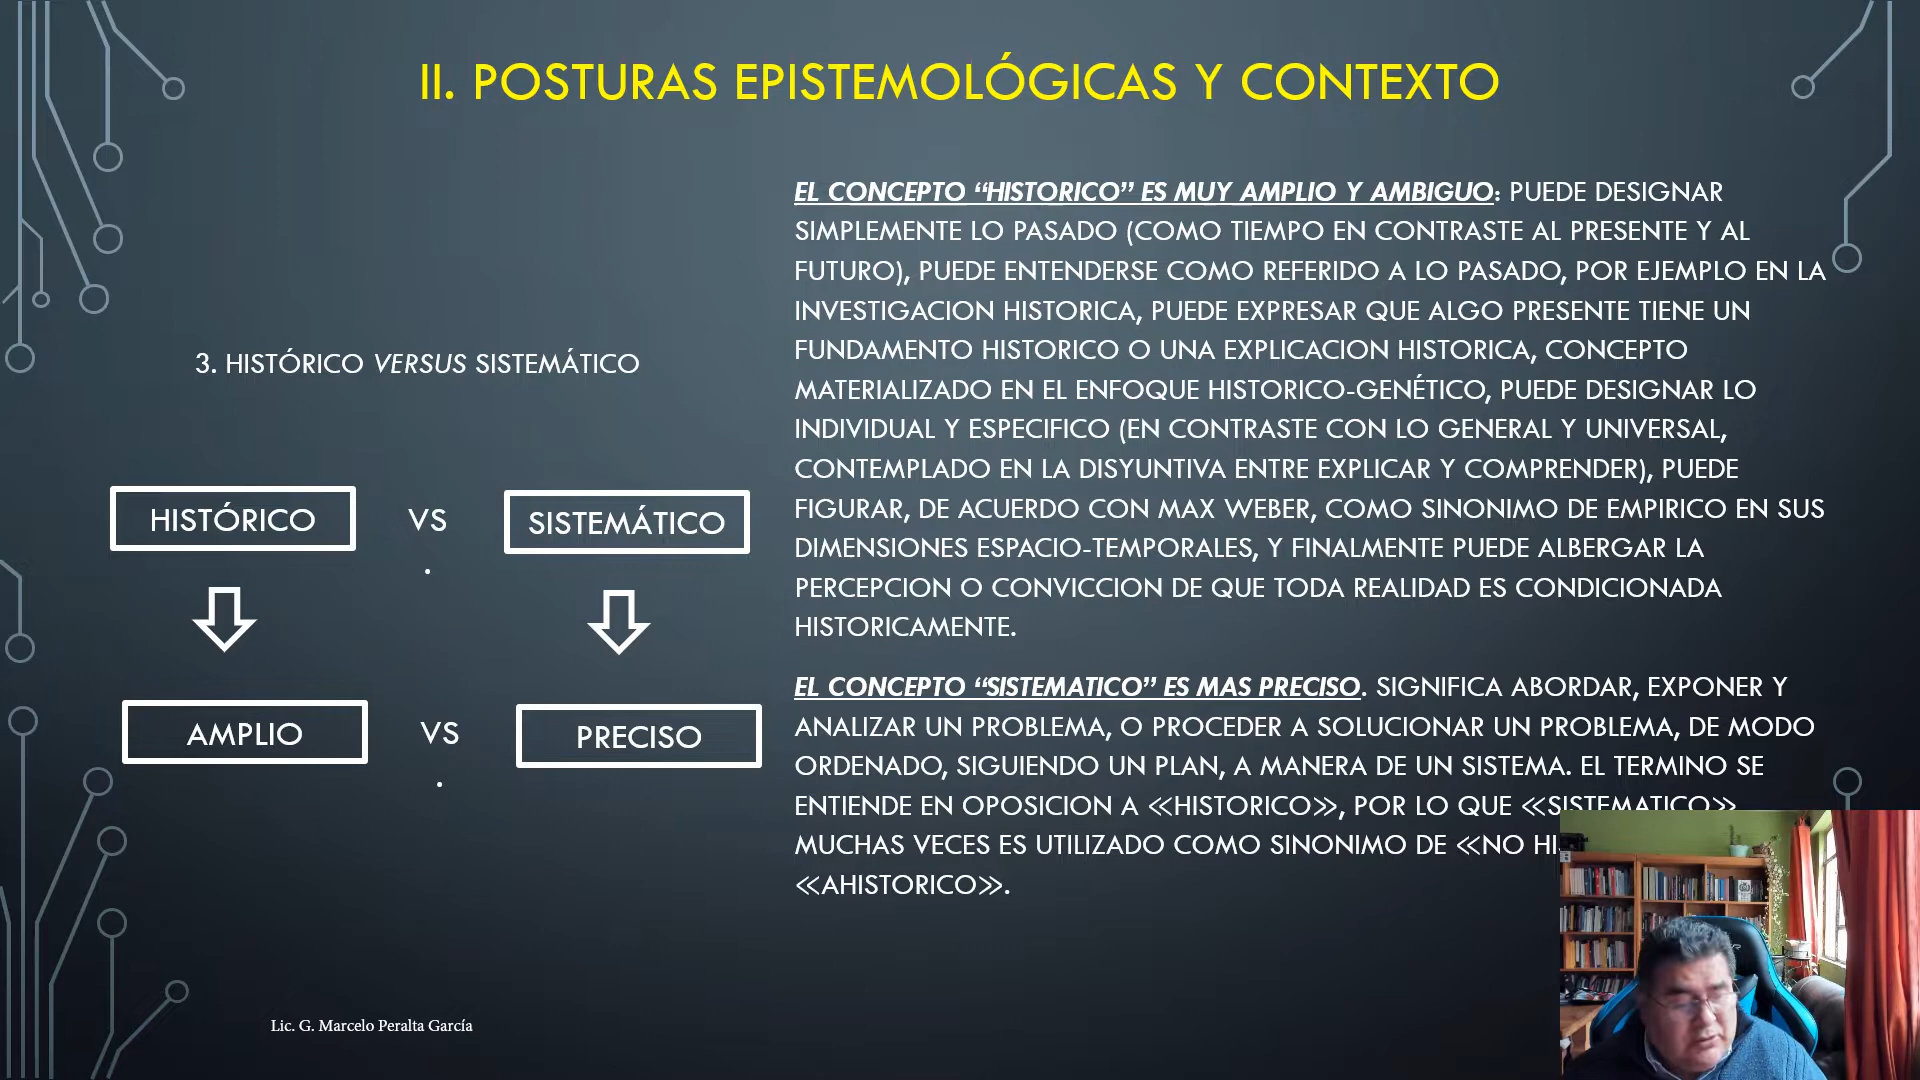 II. POSTURAS EPISTEMOLÓGICAS Y CONTEXTO
3. HISTÓRICO VERSUS SISTEMÁTICO
HISTÓRICO
VS
.
SISTEMÁTICO
AMPLIO
VS
.
PRECISO
EL CONCEPTO “HISTORICO” ES MUY AMPLIO Y AMBIGUO: PUEDE DESIGNAR
SIMPLEMENTE LO PASADO (COMO TIEMPO EN CONTRASTE AL PRESENTE Y AL
FUTURO), PUEDE ENTENDERSE COMO REFERIDO A LO PASADO, POR EJEMPLO EN LA
INVESTIGACION HISTORICA, PUEDE EXPRESAR QUE ALGO PRESENTE TIENE UN
FUNDAMENTO HISTORICO O UNA EXPLICACION HISTORICA, CONCEPTO
MATERIALIZADO EN EL ENFOQUE HISTORICO-GENÉTICO, PUEDE DESIGNAR LO
INDIVIDUAL Y ESPECIFICO (EN CONTRASTE CON LO GENERAL Y UNIVERSAL,
CONTEMPLADO EN LA DISYUNTIVA ENTRE EXPLICAR Y COMPRENDER), PUEDE
FIGURAR, DE ACUERDO CON MAX WEBER, COMO SINONIMO DE EMPIRICO EN SUS
DIMENSIONES ESPACIO-TEMPORALES, Y FINALMENTE PUEDE ALBERGAR LA
PERCEPCION O CONVICCION DE QUE TODA REALIDAD ES CONDICIONADA
HISTORICAMENTE.
EL CONCEPTO “SISTEMATICO” ES MAS PRECISO. SIGNIFICA ABORDAR, EXPONER Y
ANALIZAR UN PROBLEMA, O PROCEDER A SOLUCIONAR UN PROBLEMA, DE MODO
ORDENADO, SIGUIENDO UN PLAN, A MANERA DE UN SISTEMA. EL TERMINO SE
ENTIENDE EN OPOSICION A «HISTORICO», POR LO QUE «SISTEMATICO»
MUCHAS VECES ES UTILIZADO COMO SINONIMO DE «NO
«AHISTORICO».
Lic. G. Marcelo Peralta García